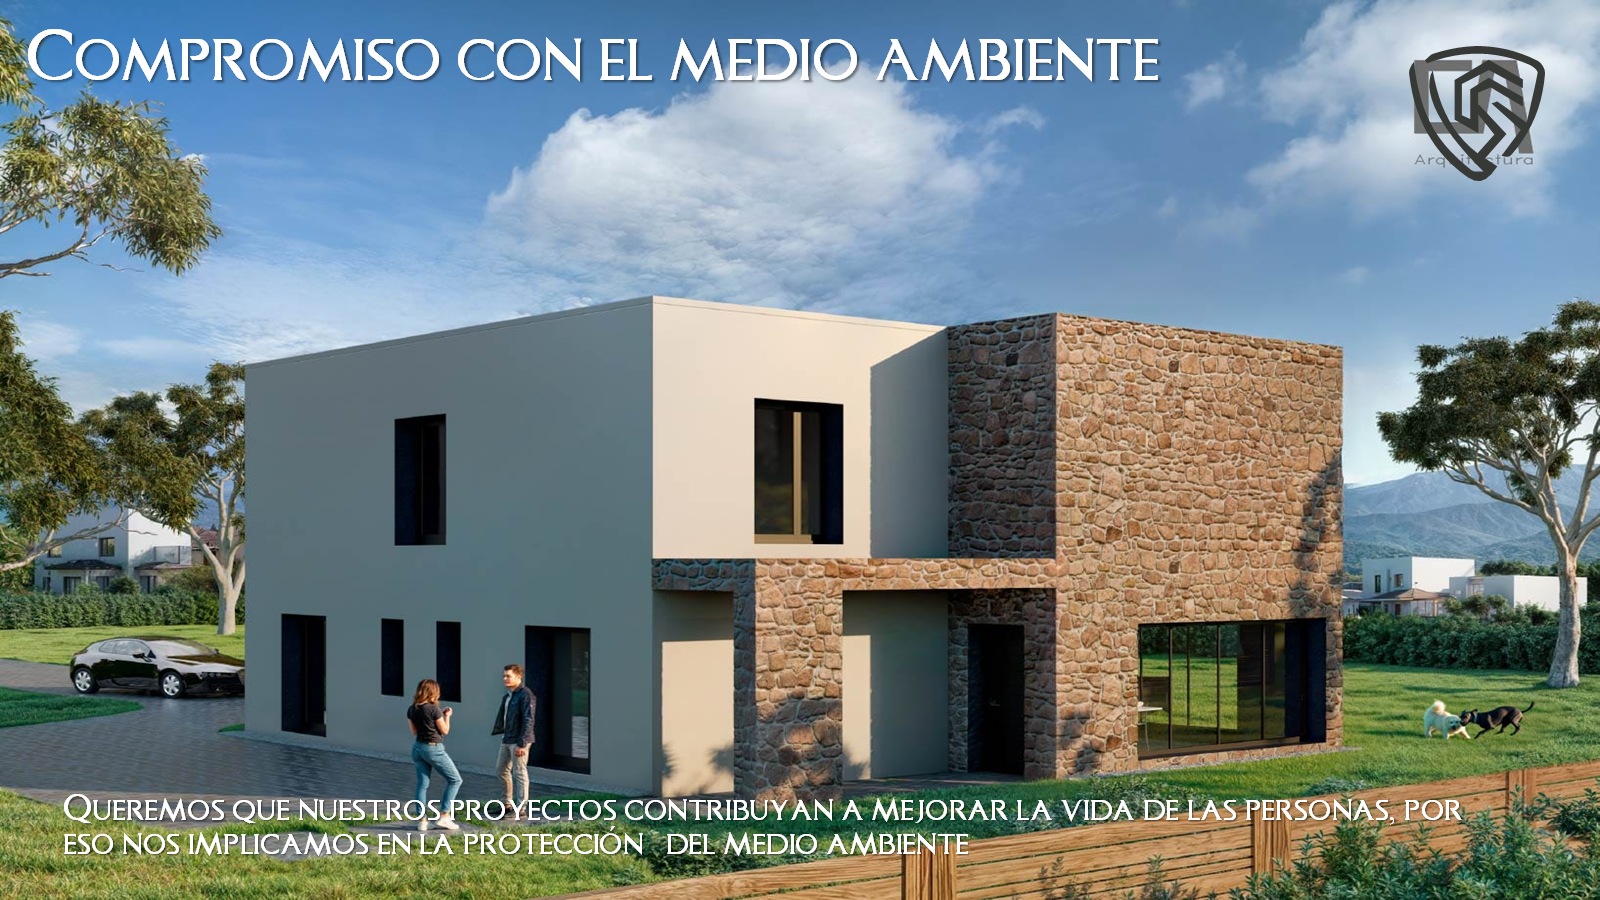 Compromiso con el medio ambiente
Arquitectura
Queremos que nuestros proyectos contribuyan a mejorar la vida de las personas, por
eso nos implicamos en la protección del medio ambiente